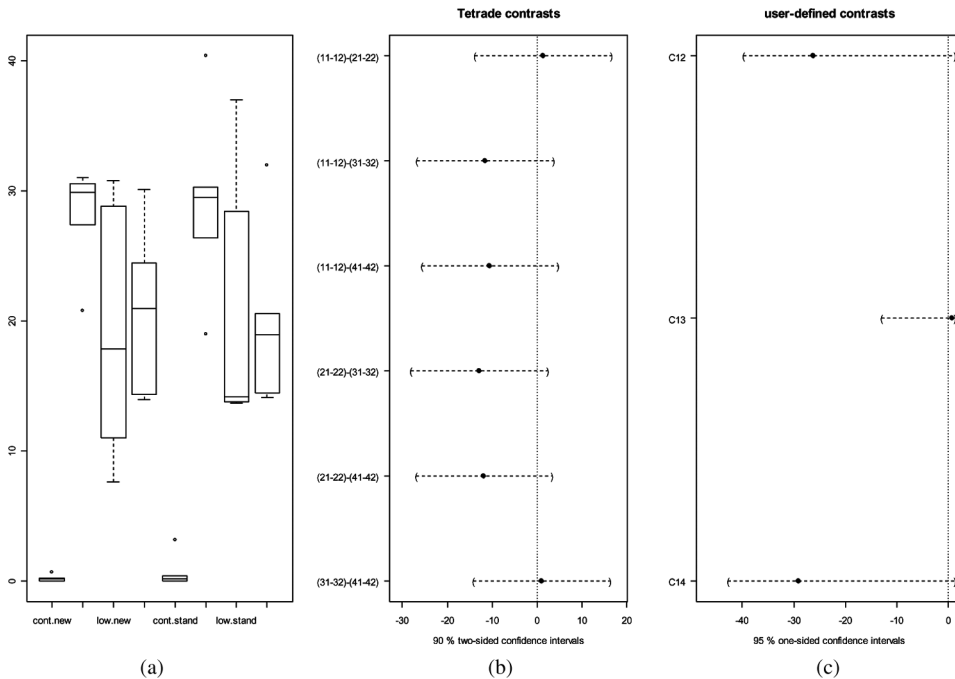 Tetrade contrasts
user-defined contrasts
40
30
20
10
0
cont.new
low.new
cont.stand
low.stand
(11-12)-(21-22)
(11-12)-(31-32)
(11-12)-(41-42)
(21-22)-(31-32)
(21-22)-(41-42)
(31-32)-(41-42)
-30
-20
-10
0
10
20
90 % two-sided confidence intervals
C12
C13
C14
-40
-30
-20
-10
0
95 % one-sided confidence intervals
(a)
(b)
(c)